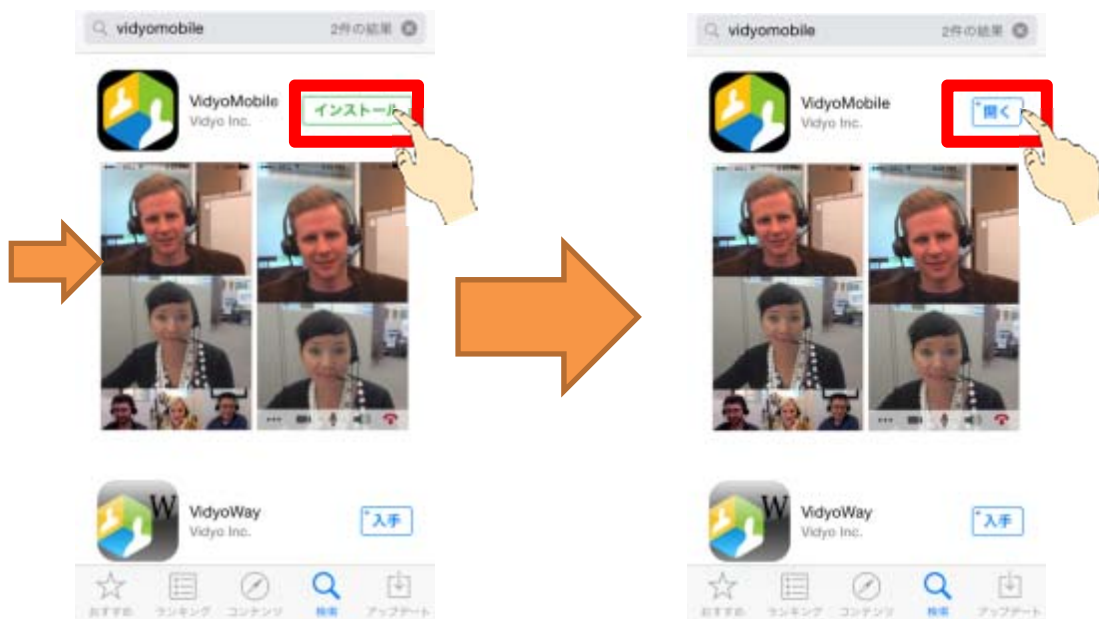 vidyomobile 2件の結果
VidyoMobile
Vidyo Inc.
インストール
VidyoWay
Vidyo Inc.
+入手
おすすめ ランキング コンテンツ 検索 アップデート
vidyomobile 2件の結果
VidyoMobile
Vidyo Inc.
+開く
VidyoWay
Vidyo Inc.
+入手
おすすめ ランキング コンテンツ 検索 アップデート